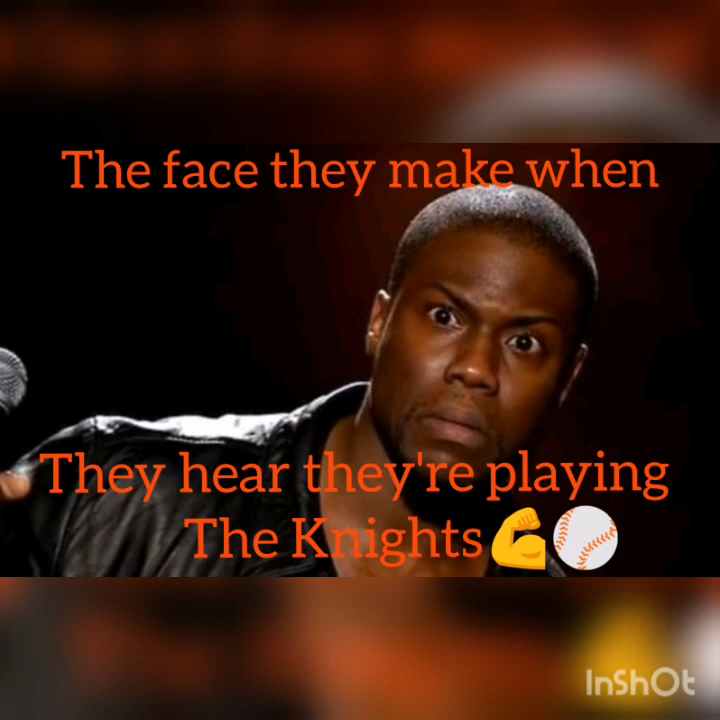 The face they make when
They hear they're playing
The Knights💪⚾
InShOt